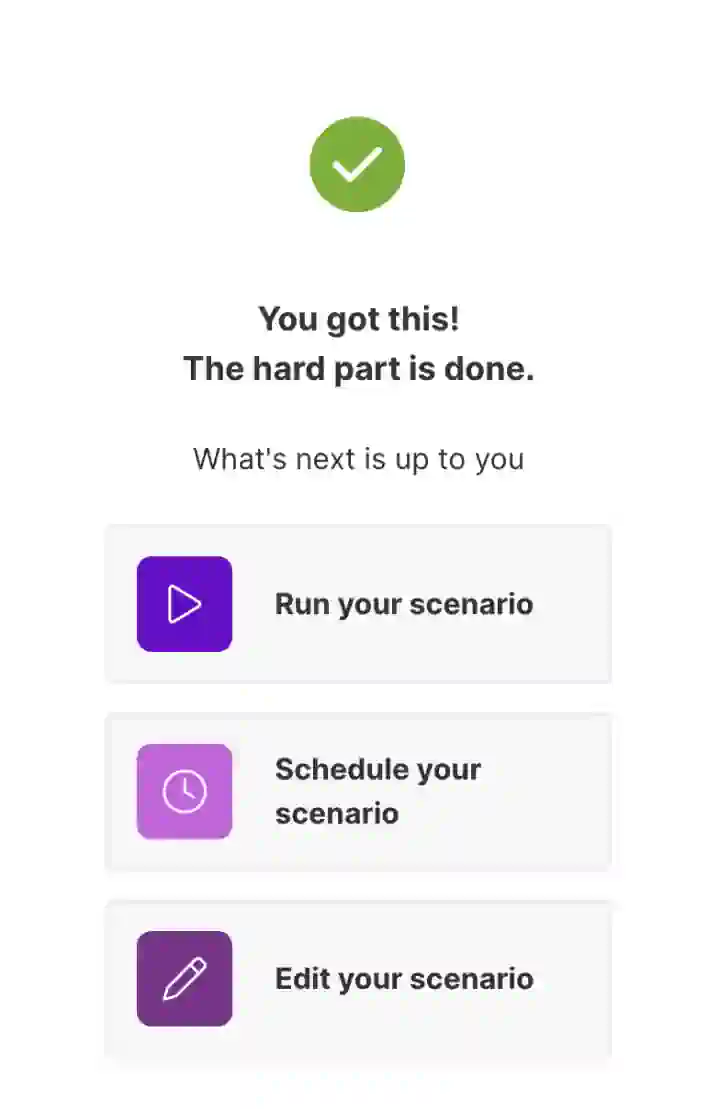 You got this!
The hard part is done.
What's next is up to you
Run your scenario
Schedule your
scenario
Edit your scenario